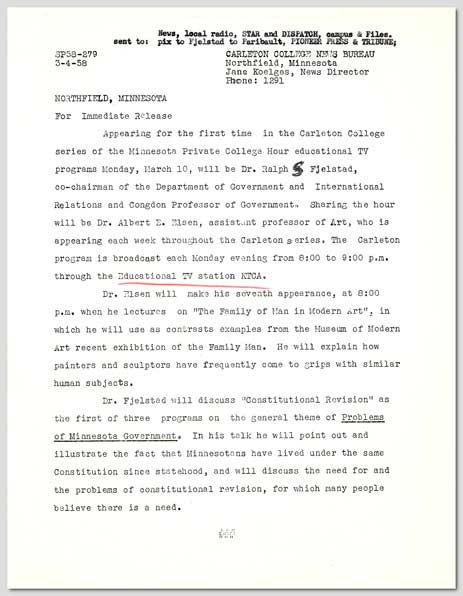 News, local radio, STAR and DISPATCH, campus & Files.
sent to: pix to Fjelstad to Faribault, PIONEER PRESS & TRIBUNE;
SP58-279
3-4-58
CARLETON COLLEGE NEWS BUREAU
Northfield, Minnesota
Jane Koelges, News Director
Phone: 1291
NORTHFIELD, MINNESOTA
For Immediate Release
Appearing for the first time in the Carleton College
series of the Minnesota Private College Hour educational TV
programs Monday, March 10, will be Dr. Ralph S Fjelstad,
co-chairman of the Department of Government and International
Relations and Congdon Professor of Government. Sharing the hour
will be Dr. Albert E. Elsen, assistant professor of Art, who is
appearing each week throughout the Carleton series. The Carleton
program is broadcast each Monday evening from 8:00 to 9:00 p.m.
through the Educational TV station KTCA.
Dr. Elsen will make his seventh appearance, at 8:00
p.m. when he lectures on "The Family of Man in Modern Art", in
which he will use as contrasts examples from the Museum of Modern
Art recent exhibition of the Family Man. He will explain how
painters and sculptors have frequently come to grips with similar
human subjects.
Dr. Fjelstad will discuss "Constitutional Revision" as
the first of three programs on the general theme of Problems
of Minnesota Government. In his talk he will point out and
illustrate the fact that Minnesotans have lived under the same
Constitution since statehood, and will discuss the need for and
the problems of constitutional revision, for which many people
believe there is a need.
###